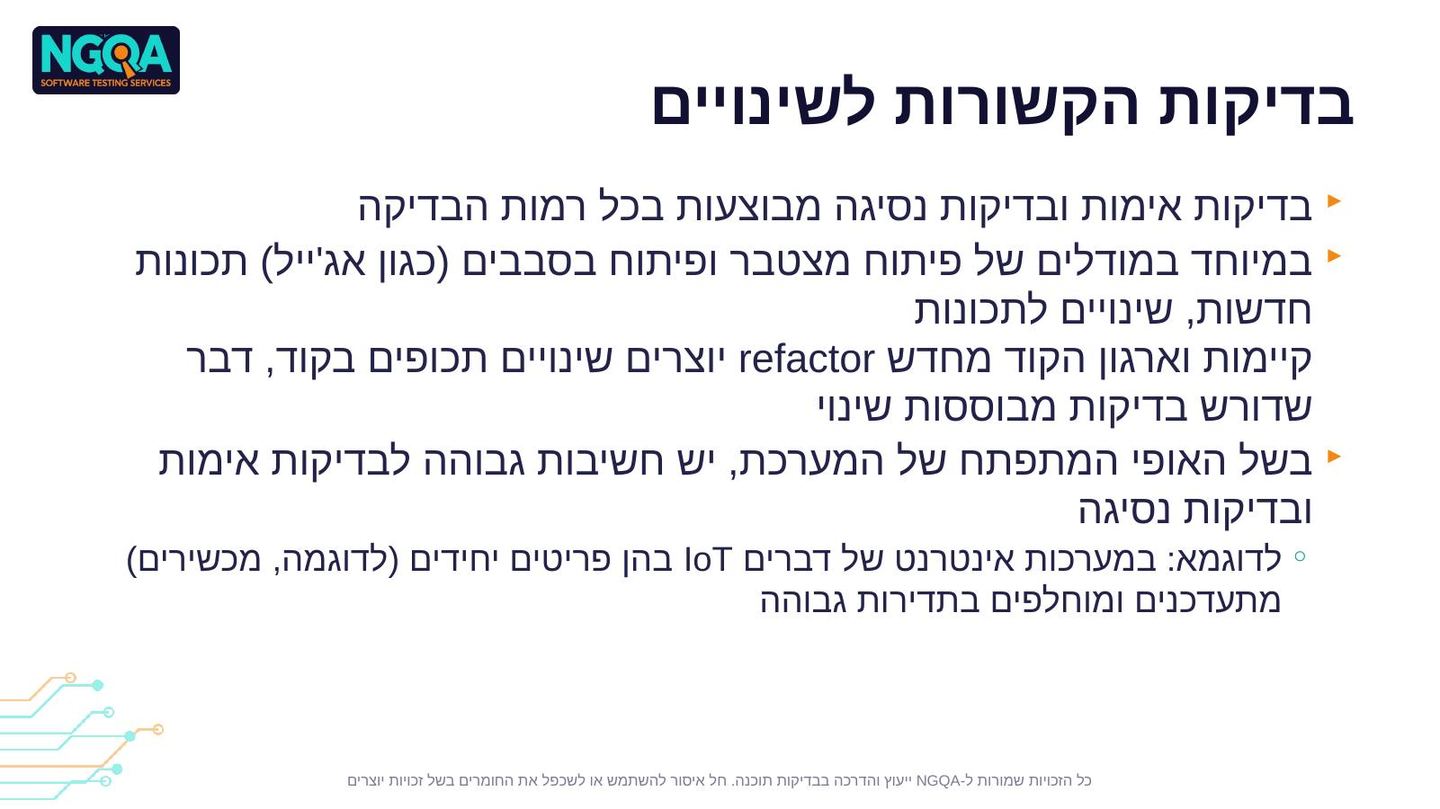 NGQA
SOFTWARE TESTING SERVICES
בדיקות הקשורות לשינויים
בדיקות אימות ובדיקות נסיגה מבוצעות בכל רמות הבדיקה
במיוחד במודלים של פיתוח מצטבר ופיתוח בסבבים (כגון אג'ייל) תכונות
חדשות, שינויים לתכונות
קיימות וארגון הקוד מחדש refactor יוצרים שינויים תכופים בקוד, דבר
שדורש בדיקות מבוססות שינוי
בשל האופי המתפתח של המערכת, יש חשיבות גבוהה לבדיקות אימות
ובדיקות נסיגה
לדוגמא: במערכות אינטרנט של דברים IoT בהן פריטים יחידים (לדוגמה, מכשירים)
מתעדכנים ומוחלפים בתדירות גבוהה
כל הזכויות שמורות ל-NGQA ייעוץ והדרכה בבדיקות תוכנה. חל איסור להשתמש או לשכפל את החומרים בשל זכויות יוצרים